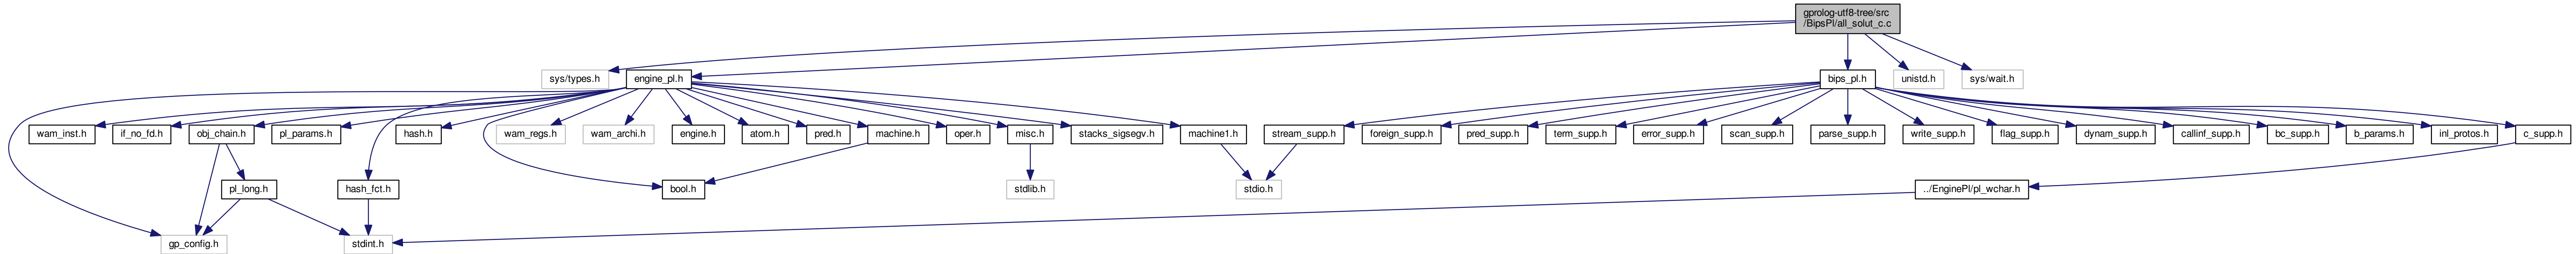 gprolog-utf8-tree/src
/BipsPl/all_solut_c.c
sys/types.h
engine_pl.h
bips_pl.h
unistd.h
sys/wait.h
wam_inst.h
if_no_fd.h
obj_chain.h
pl_params.h
hash.h
wam_regs.h
wam_archi.h
engine.h
atom.h
pred.h
machine.h
oper.h
misc.h
stacks_sigsegv.h
machine1.h
stream_supp.h
foreign_supp.h
pred_supp.h
term_supp.h
error_supp.h
scan_supp.h
parse_supp.h
write_supp.h
flag_supp.h
dynam_supp.h
callinf_supp.h
bc_supp.h
b_params.h
inl_protos.h
c_supp.h
pl_long.h
hash_fct.h
bool.h
stdlib.h
stdio.h
../EnginePl/pl_wchar.h
gp_config.h
stdint.h